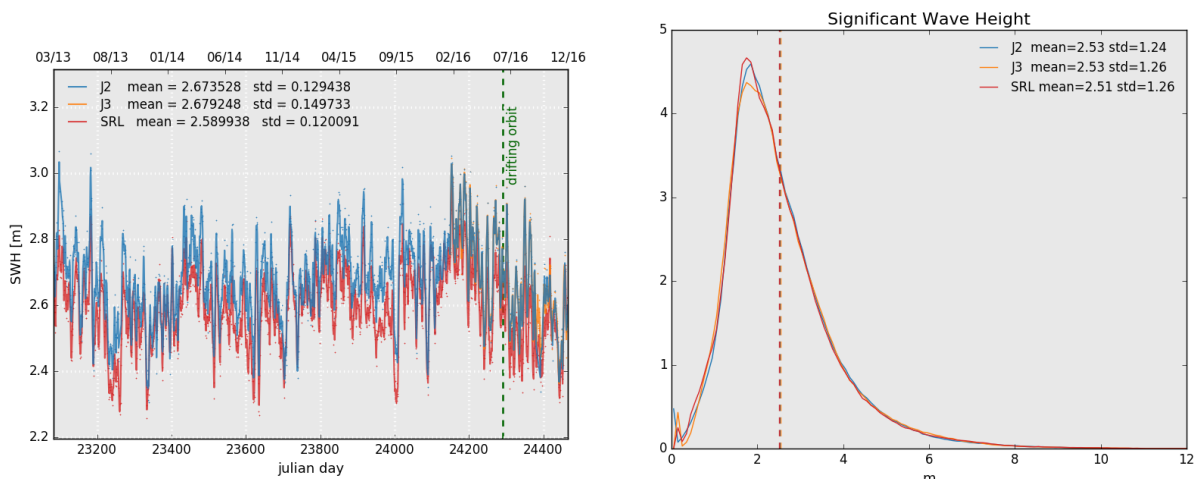 03/13 08/13 01/14 06/14 11/14 04/15 09/15 02/16 07/16 12/16
J2 mean = 2.673528 std = 0.129438
J3 mean = 2.679248 std = 0.149733
SRL mean = 2.589938 std = 0.120091
drifting orbit
SWH [m]
3.2
3.0
2.8
2.6
2.4
2.2
23200 23400 23600 23800 24000 24200 24400
julian day
Significant Wave Height
J2 mean=2.53 std=1.24
J3 mean=2.53 std=1.26
SRL mean=2.51 std=1.26
5
4
3
2
1
0
0 2 4 6 8 10 12
m